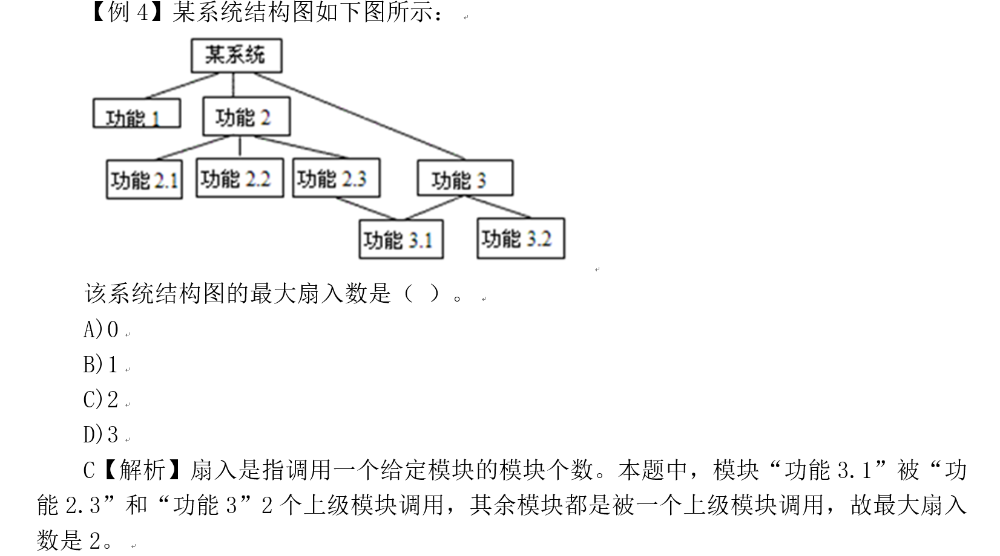 【例 4】某系统结构图如下图所示：
某系统
功能 1
功能 2
功能 2.1
功能 2.2
功能 2.3
功能 3
功能 3.1
功能 3.2
该系统结构图的最大扇入数是（ ）。
A)0
B)1
C)2
D)3
C【解析】扇入是指调用一个给定模块的模块个数。本题中，模块“功能 3.1”被“功
能 2.3”和“功能 3”2 个上级模块调用，其余模块都是被一个上级模块调用，故最大扇入
数是 2。